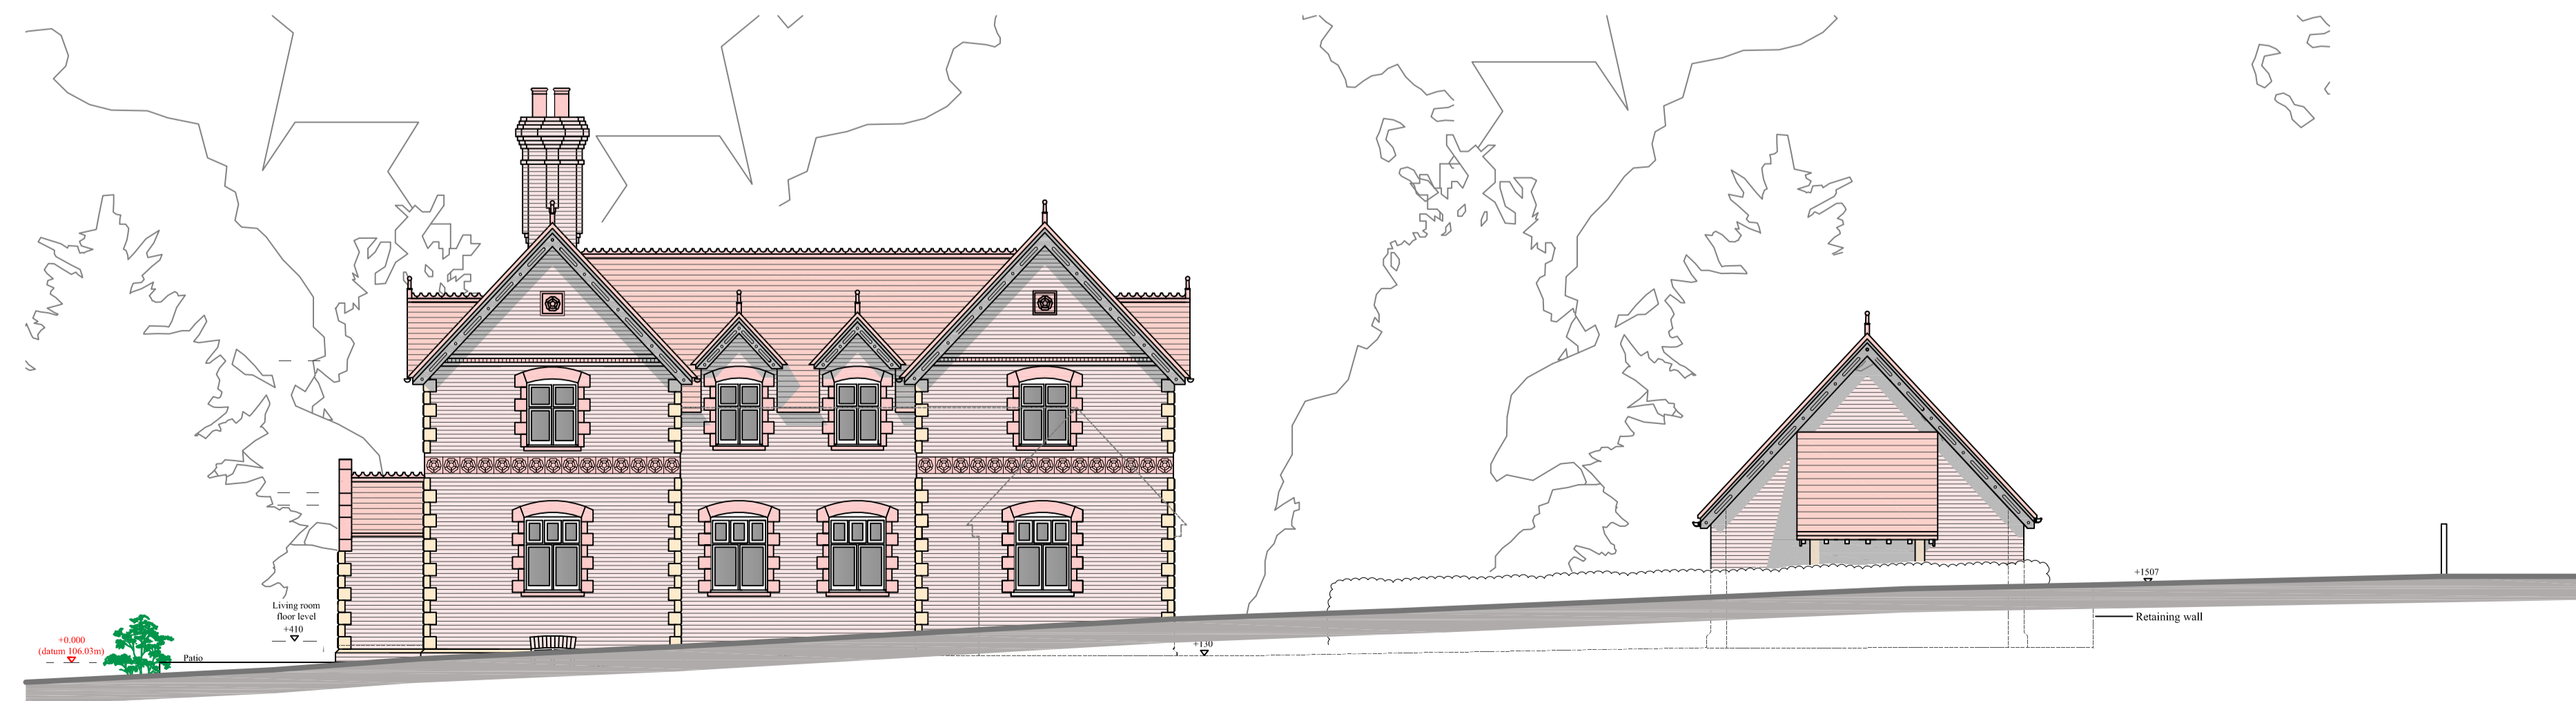 +0.000
(datum 106.03m)
Patio
Living room
floor level
+410
+130
+1507
Retaining wall